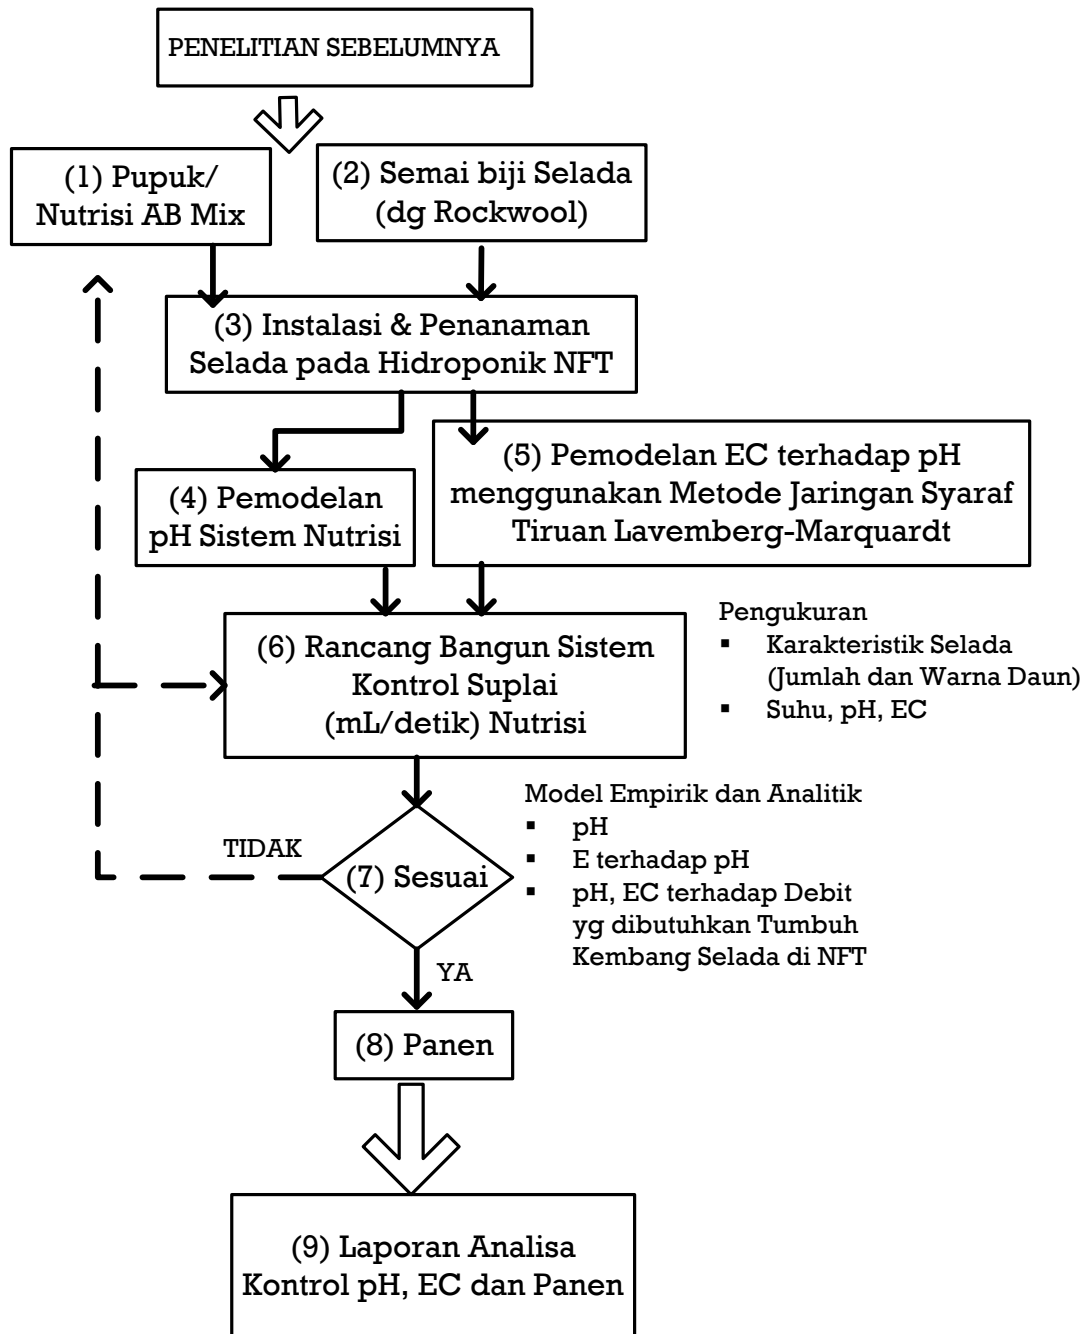 PENELITIAN SEBELUMNYA
(1) Pupuk/
Nutrisi AB Mix
(2) Semai biji Selada
(dg Rockwool)
(3) Instalasi & Penanaman
Selada pada Hidroponik NFT
(4) Pemodelan
pH Sistem Nutrisi
(5) Pemodelan EC terhadap pH
menggunakan Metode Jaringan Syaraf
Tiruan Lavemberg-Marquardt
(6) Rancang Bangun Sistem
Kontrol Suplai
(mL/detik) Nutrisi
Pengukuran
▪ Karakteristik Selada
(Jumlah dan Warna Daun)
▪ Suhu, pH, EC
TIDAK
(7) Sesuai
Model Empirik dan Analitik
▪ pH
▪ E terhadap pH
▪ pH, EC terhadap Debit
yg dibutuhkan Tumbuh
Kembang Selada di NFT
YA
(8) Panen
(9) Laporan Analisa
Kontrol pH, EC dan Panen